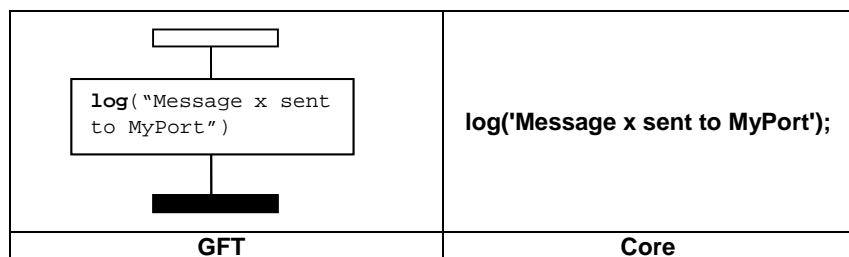 log(“Message x sent
to MyPort”)
log('Message x sent to MyPort');
GFT
Core